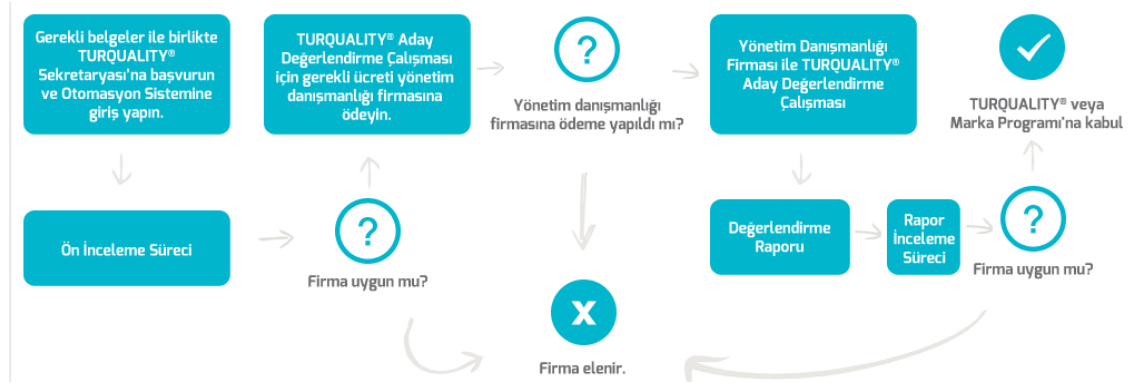 Gerekli belgeler ile birlikte
TURQUALITY®
Sekretaryası'na başvurun
ve Otomasyon Sistemine
giriş yapın.
Ön İnceleme Süreci
?
Firma uygun mu?
TURQUALITY® Aday
Değerlendirme Çalışması
için gerekli ücreti yönetim
danışmanlığı firmasına
ödeyin.
?
Yönetim danışmanlığı
firmasına ödeme yapıldı mı?
X
Firma elenir.
Yönetim Danışmanlığı
Firması ile TURQUALITY®
Aday Değerlendirme
Çalışması
Değerlendirme
Raporu
Rapor
İnceleme
Süreci
?
Firma uygun mu?
TURQUALITY® veya
Marka Programı'na kabul